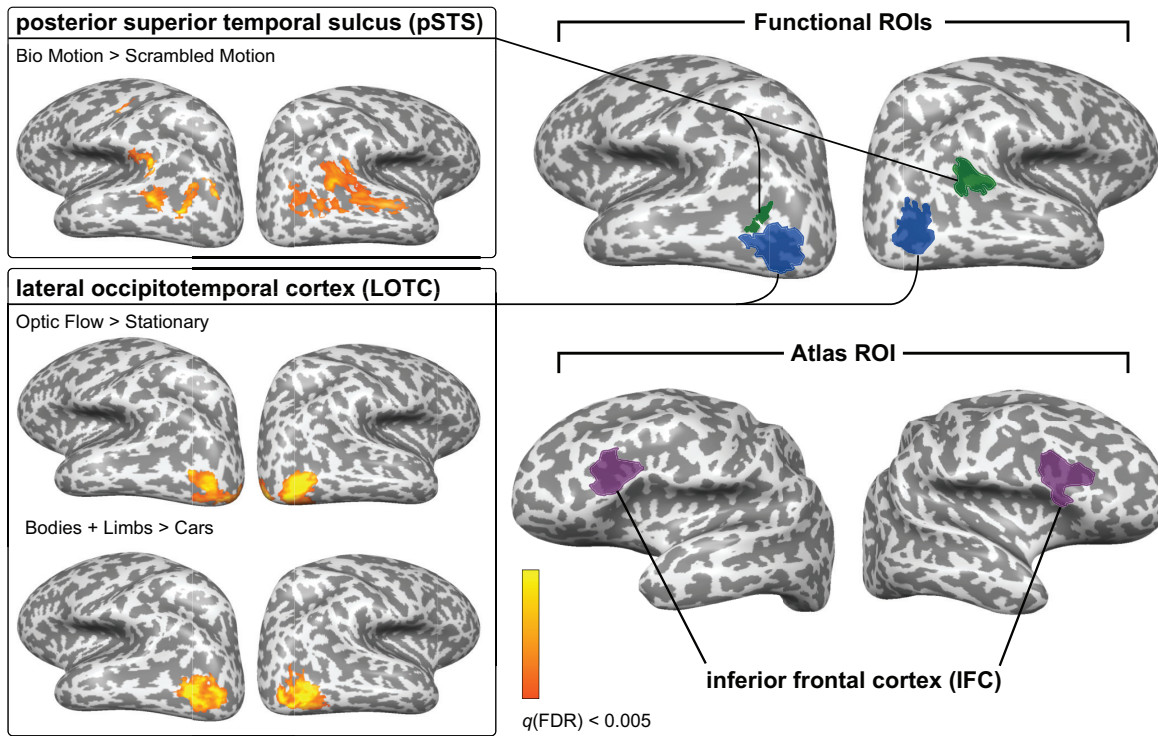 posterior superior temporal sulcus (pSTS)
Bio Motion > Scrambled Motion
lateral occipitotemporal cortex (LOTC)
Optic Flow > Stationary
Bodies + Limbs > Cars
Functional ROIs
Atlas ROI
inferior frontal cortex (IFC)
q(FDR) < 0.005